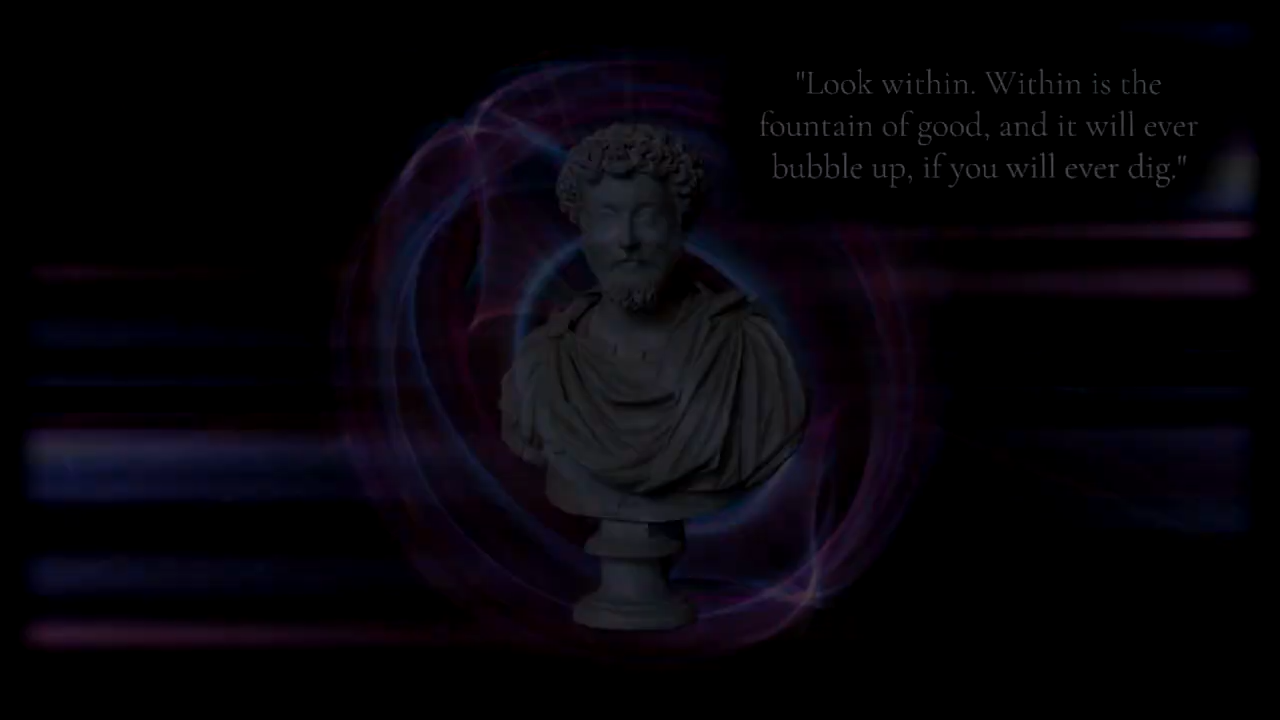 "Look within. Within is the
fountain of good, and it will ever
bubble up, if you will ever dig."